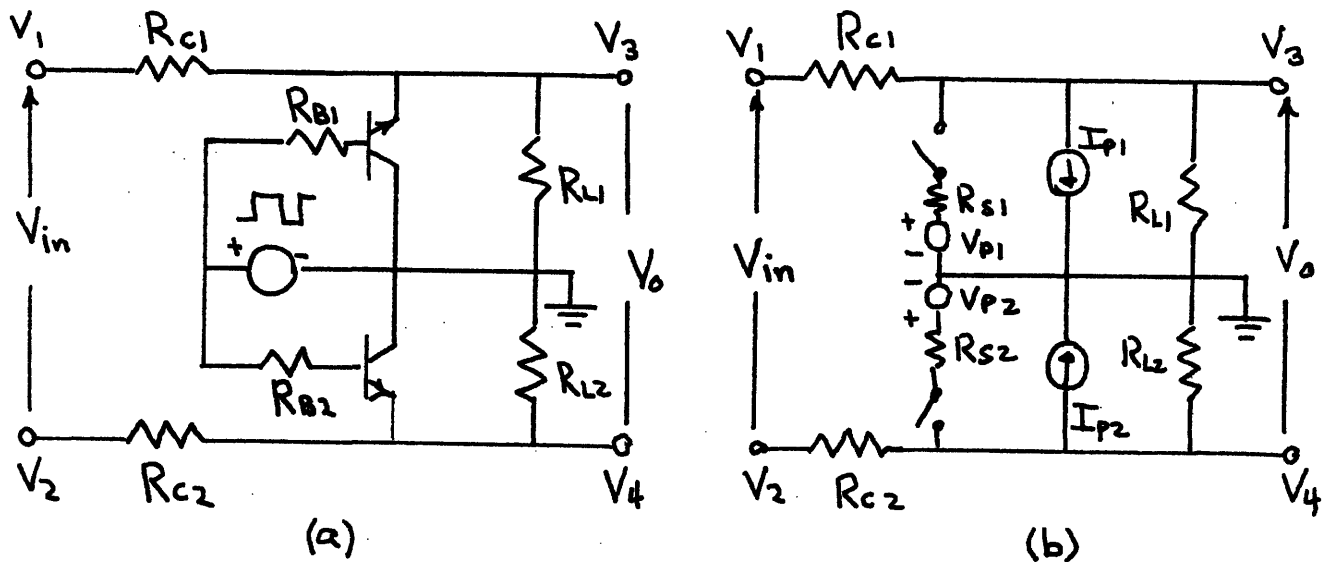 V1
RC1
V3
RB1
RL1
Vin
+
-
Vo
RB2
RL2
V2
RC2
V4
(a)
V1
RC1
V3
IP1
RS1
+
VP1
-
RL1
Vin
Vo
-
VP2
+
RS2
RL2
IP2
V2
RC2
V4
(b)